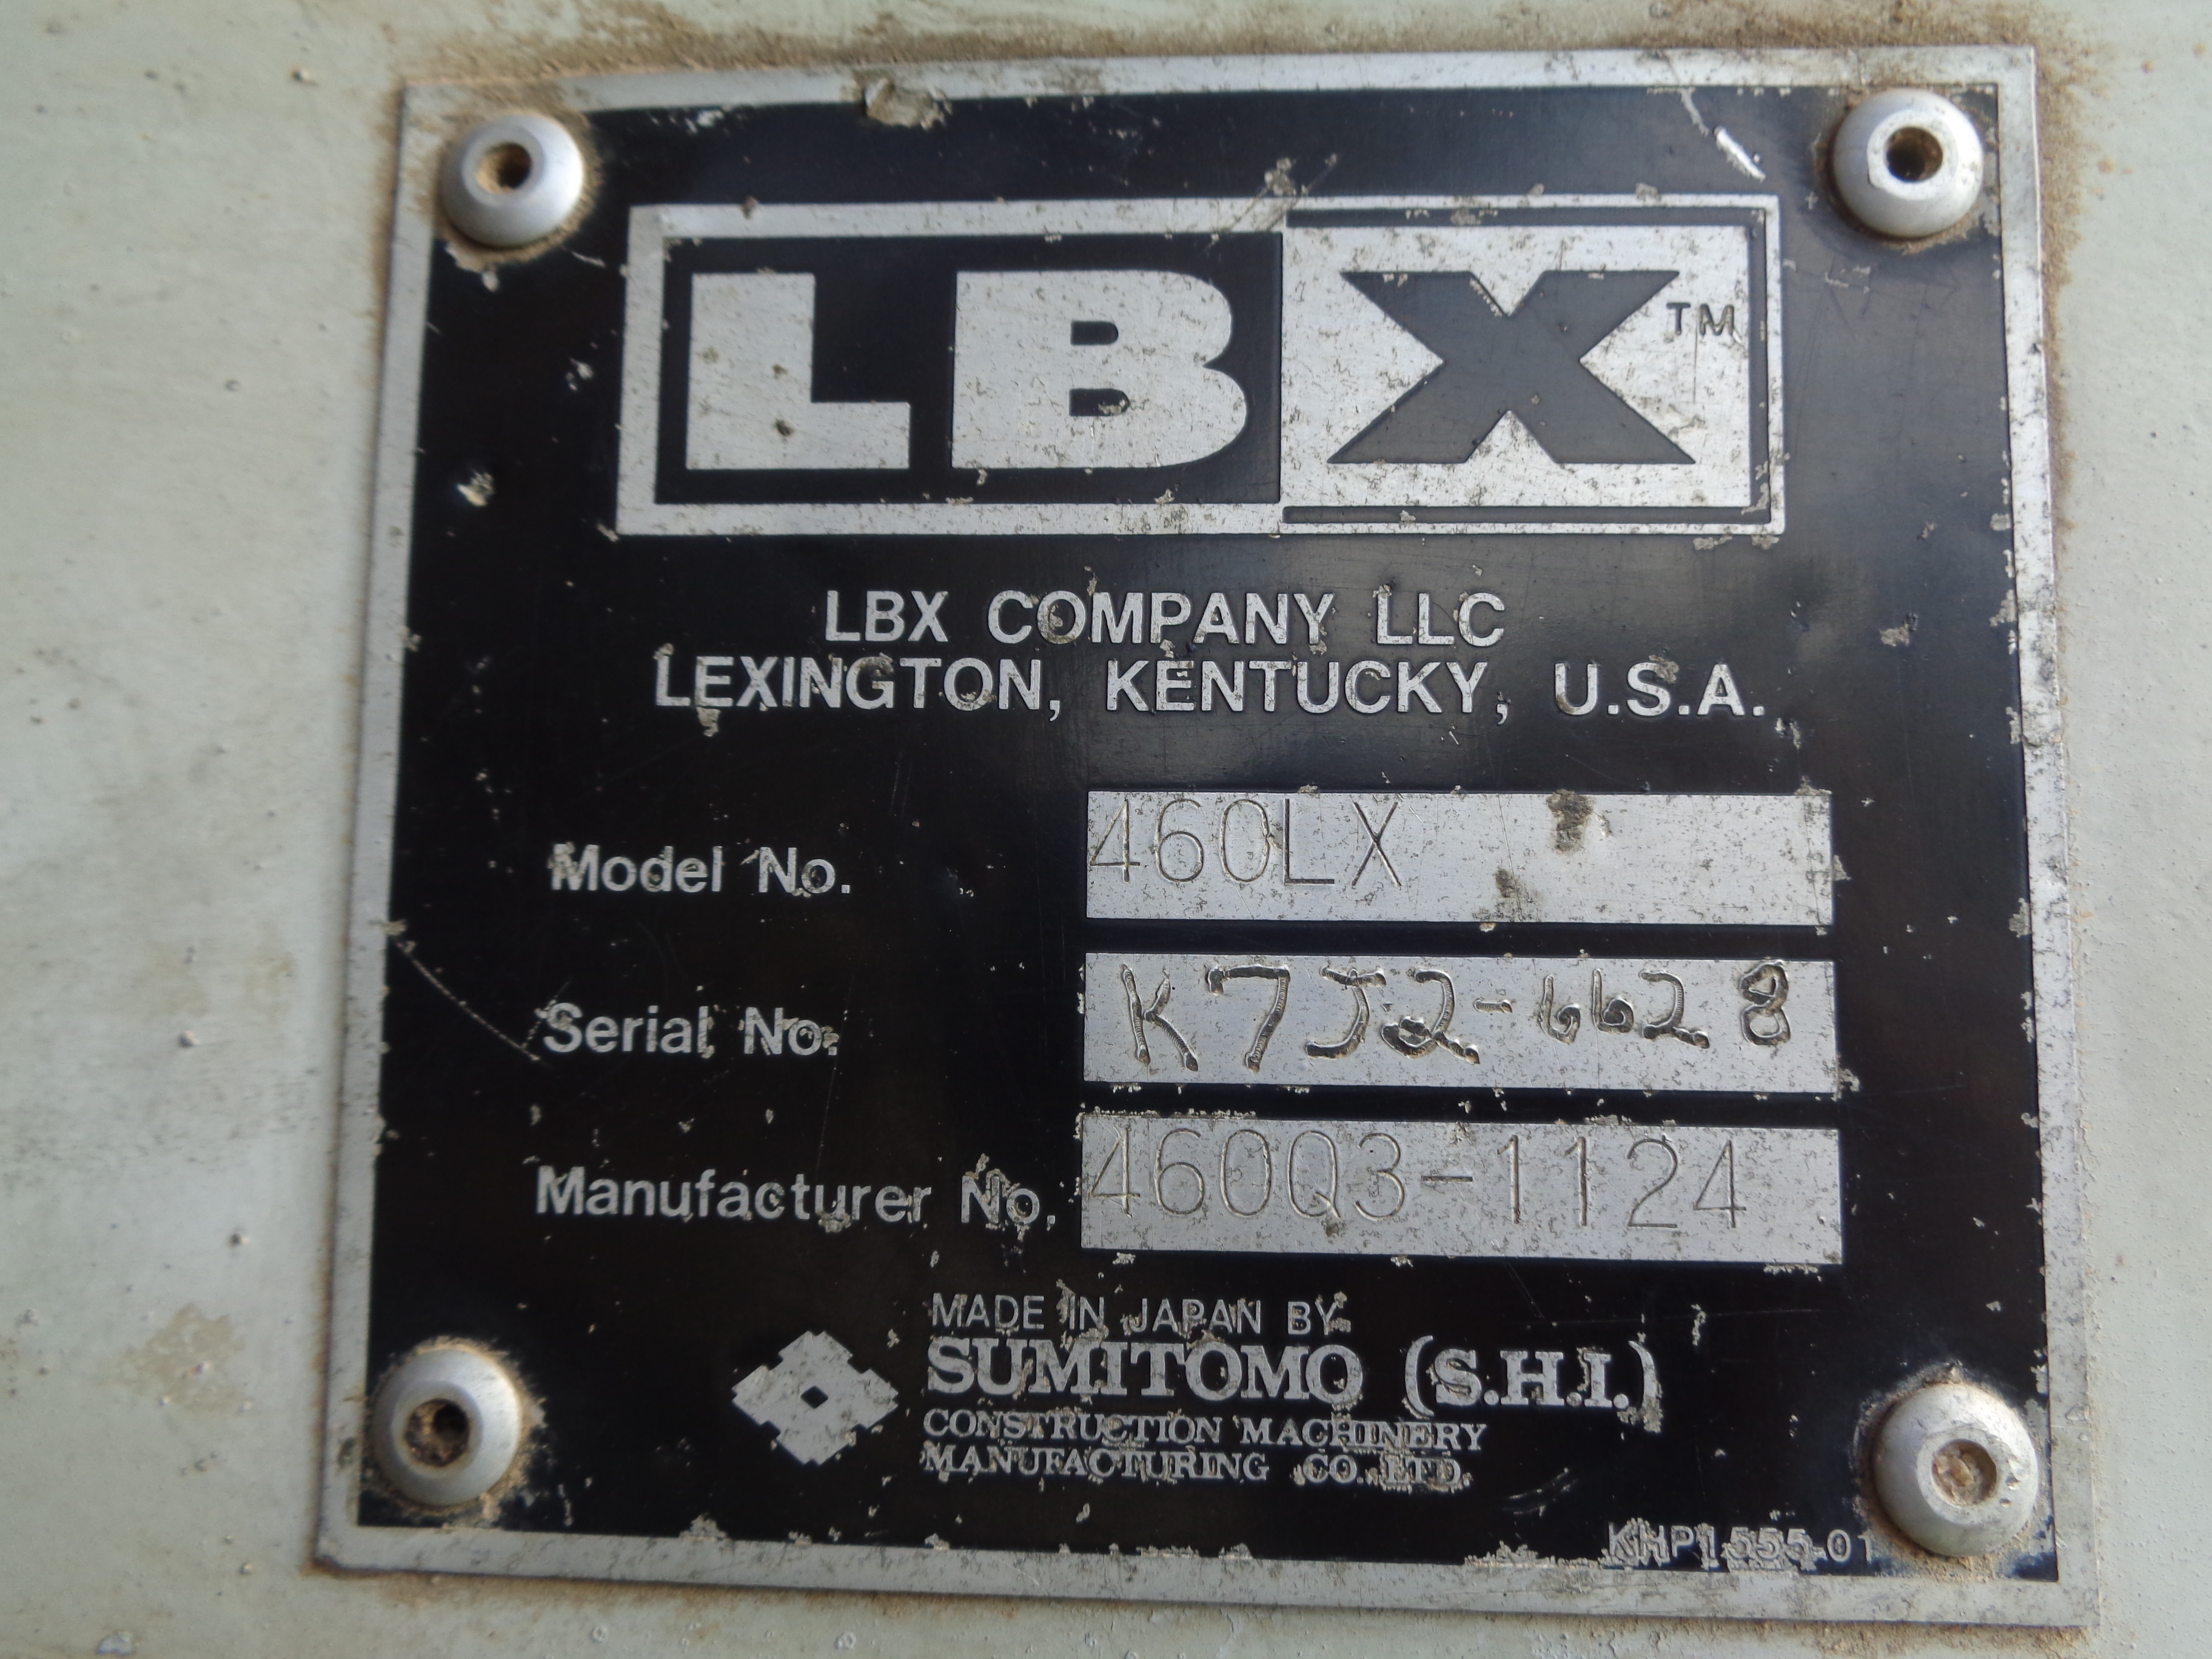 LBX™
LBX COMPANY LLC
LEXINGTON, KENTUCKY, U.S.A.
Model No. 460LX
Serial No. K7J2-6628
Manufacturer No. 460Q3-1124
MADE IN JAPAN BY
SUMITOMO (S.H.I.)
CONSTRUCTION MACHINERY
MANUFACTURING CO. LTD.
KHP1555-01